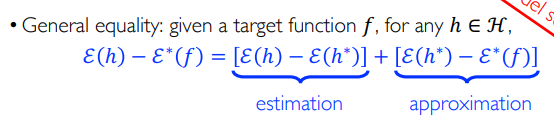 • General equality: given a target function f, for any h ∈ ℋ,
ℰ(h) − ℰ*(f) = [ℰ(h) − ℰ(h*)] + [ℰ(h*) − ℰ*(f)]
estimation approximation